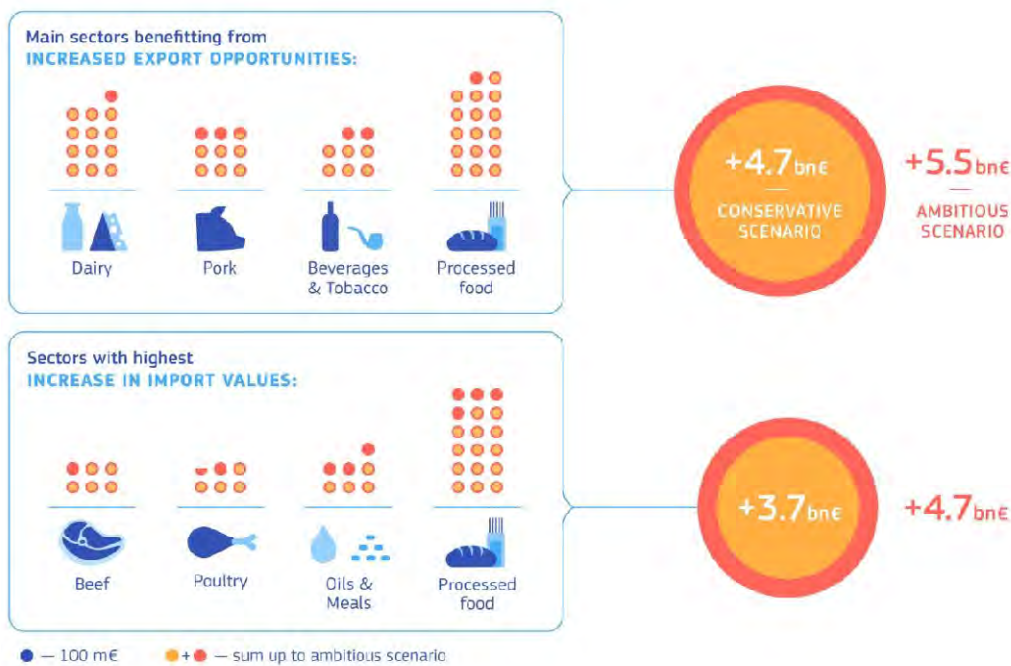 Main sectors benefitting from
INCREASED EXPORT OPPORTUNITIES:
Dairy
Pork
Beverages
& Tobacco
Processed
food
+4.7bn€
CONSERVATIVE
SCENARIO
+5.5bn€
AMBITIOUS
SCENARIO
Sectors with highest
INCREASE IN IMPORT VALUES:
Beef
Poultry
Oils &
Meals
Processed
food
+3.7bn€
+4.7bn€
— 100 m€
+ — sum up to ambitious scenario